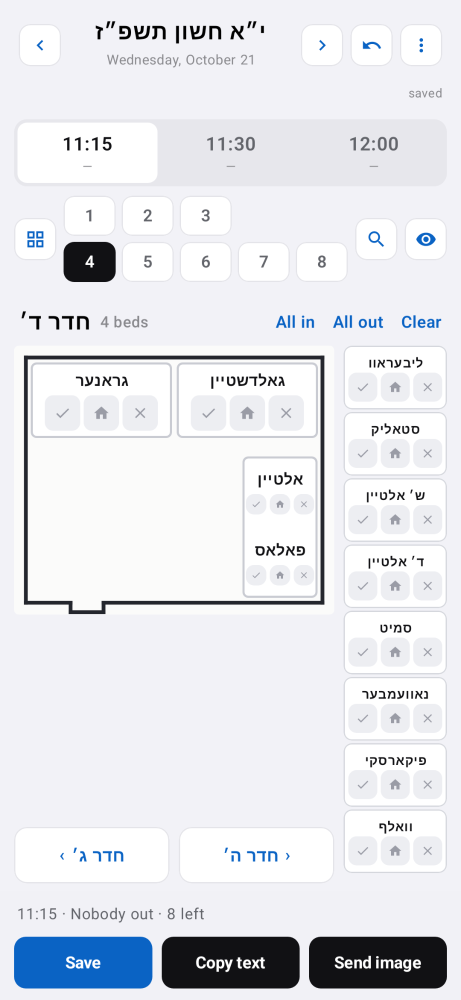 י״א חשון תשפ״ז
Wednesday, October 21
saved
11:15
—
11:30
—
12:00
—
1 2 3
4 5 6 7 8
חדר ד׳
4 beds
All in
All out
Clear
גראנער
גאלדשטיין
אלטיין
פאלאס
ליבעראוו
סטאליק
ש׳ אלטיין
ד׳ אלטיין
סמיט
נאוועמבער
פיקארסקי
וואלף
‹ חדר ג׳
חדר ה׳ ›
11:15 · Nobody out · 8 left
Save
Copy text
Send image